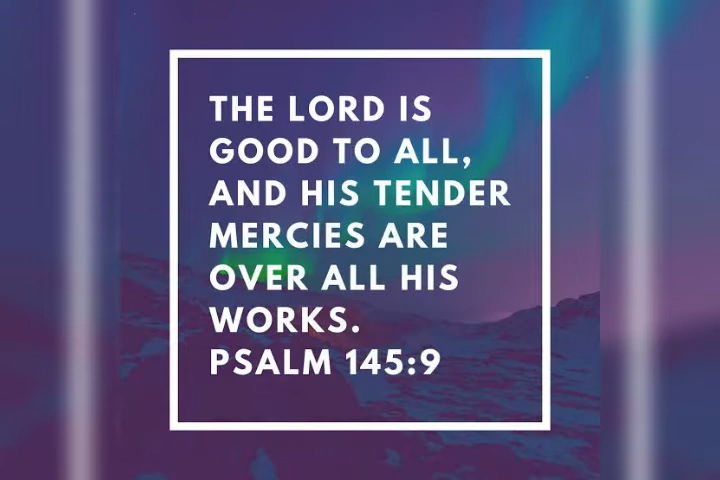 THE LORD IS
GOOD TO ALL,
AND HIS TENDER
MERCIES ARE
OVER ALL HIS
WORKS.
PSALM 145:9